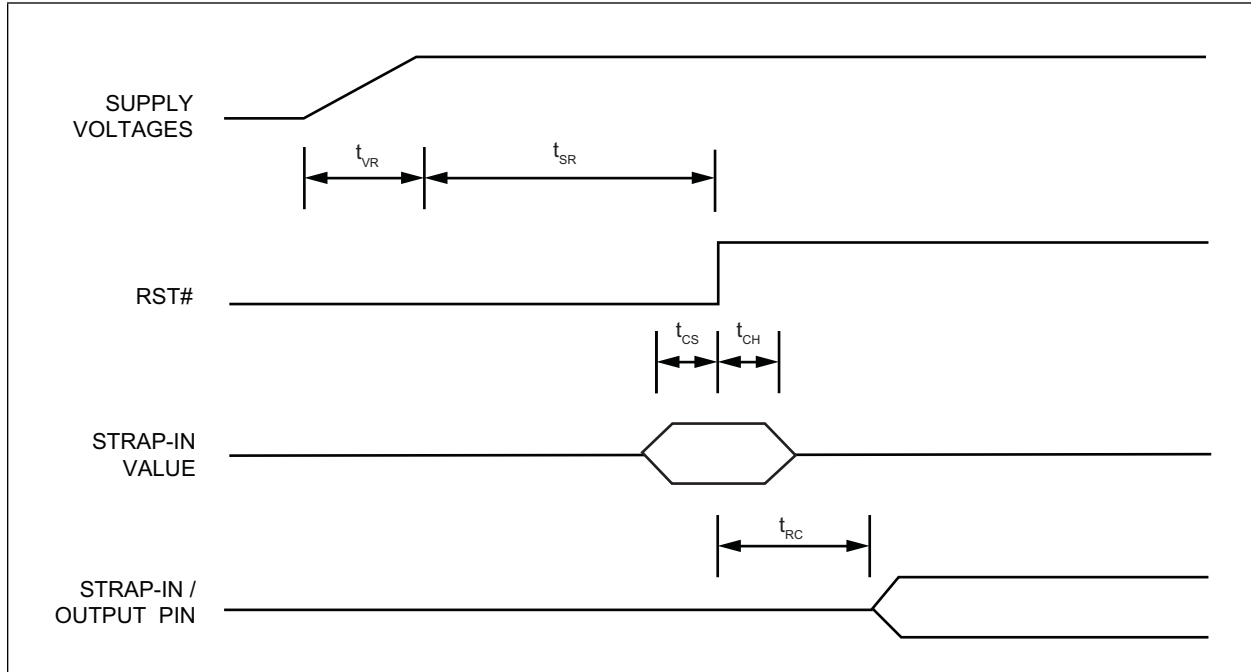 SUPPLY
VOLTAGES
tVR
tSR
RST#
tCS
tCH
STRAP-IN
VALUE
tRC
STRAP-IN /
OUTPUT PIN